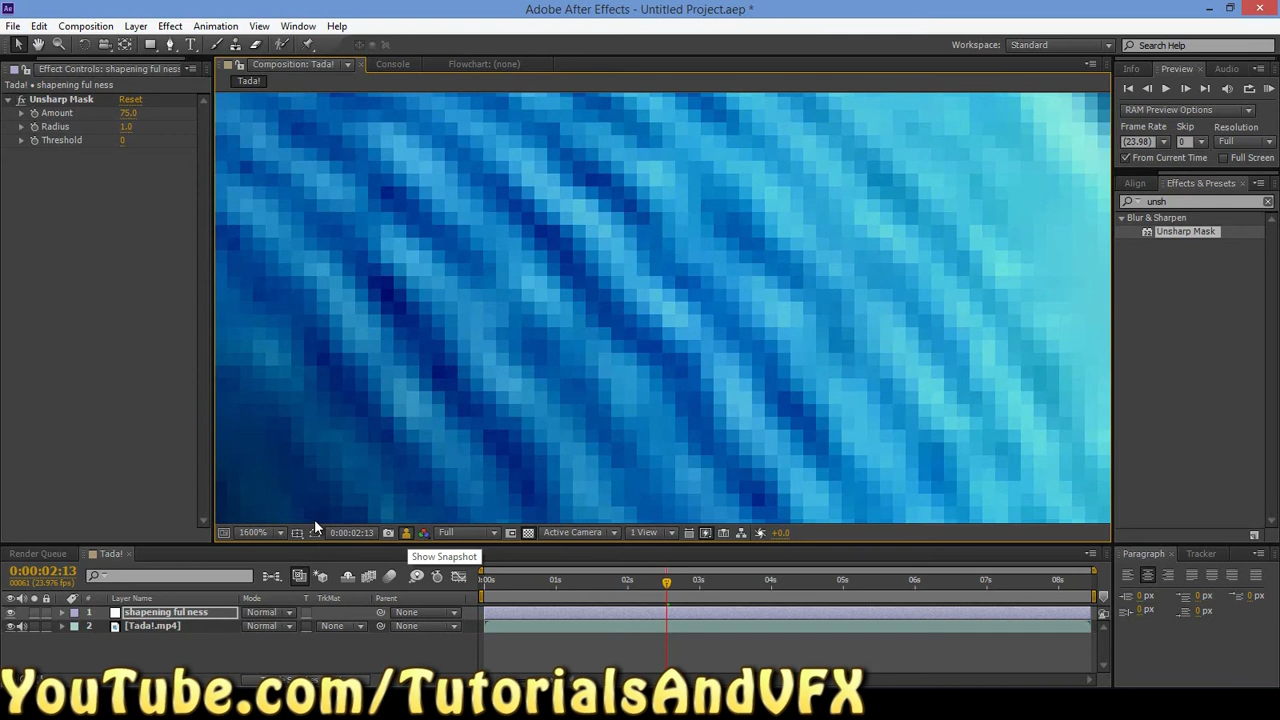 Adobe After Effects - Untitled Project.aep *
File Edit Composition Layer Effect Animation View Window Help
Workspace: Standard Search Help
Effect Controls: shapening ful ness Composition: Tada! Console Flowchart: (none) Info Preview Audio
Tada! • shapening ful ness Tada!
Unsharp Mask Reset
Amount 75.0
Radius 1.0
Threshold 0
RAM Preview Options
Frame Rate Skip Resolution
(23.98) 0 Full
From Current Time Full Screen
Align Effects & Presets
unsh
Blur & Sharpen
Unsharp Mask
1600% 0:00:02:13 Full Active Camera 1 View +0.0
Show Snapshot
Render Queue Tada! Paragraph Tracker
0:00:02:13
00061 (23.976 fps)
0:00s 01s 02s 03s 04s 05s 06s 07s 08s
# Layer Name Mode T TrkMat Parent
1 shapening ful ness Normal None
2 [Tada!.mp4] Normal None None
0 px 0 px 0 px
0 px 0 px
YouTube.com/TutorialsAndVFX